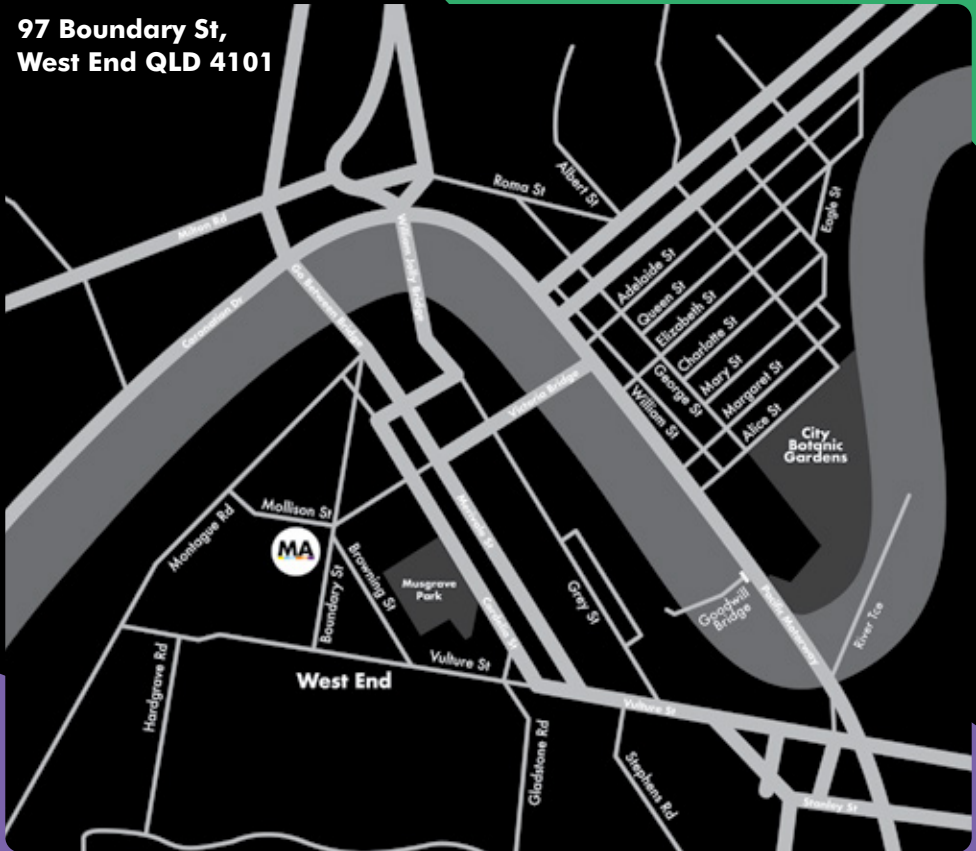 97 Boundary St,
West End QLD 4101
Milton Rd
Coronation Dr
Go Between Bridge
William Jolly Bridge
Roma St
Albert St
Eagle St
Adelaide St
Queen St
Elizabeth St
Charlotte St
Mary St
Margaret St
Alice St
George St
William St
Victoria Bridge
City
Botanic
Gardens
Mollison St
Montague Rd
MA
Browning St
Boundary St
Musgrave
Park
Merivale St
Cordelia St
Grey St
Goodwill
Bridge
Pacific Motorway
River Tce
Vulture St
West End
Hardgrave Rd
Vulture St
Gladstone Rd
Stephens Rd
Stanley St